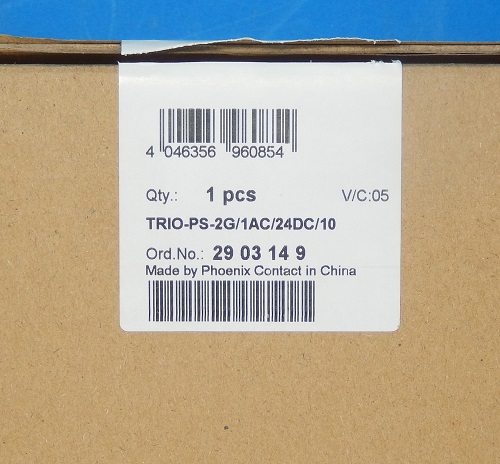 4 046356 960854
Qty.: 1 pcs V/C:05
TRIO-PS-2G/1AC/24DC/10
Ord.No.: 29 03 14 9
Made by Phoenix Contact in China